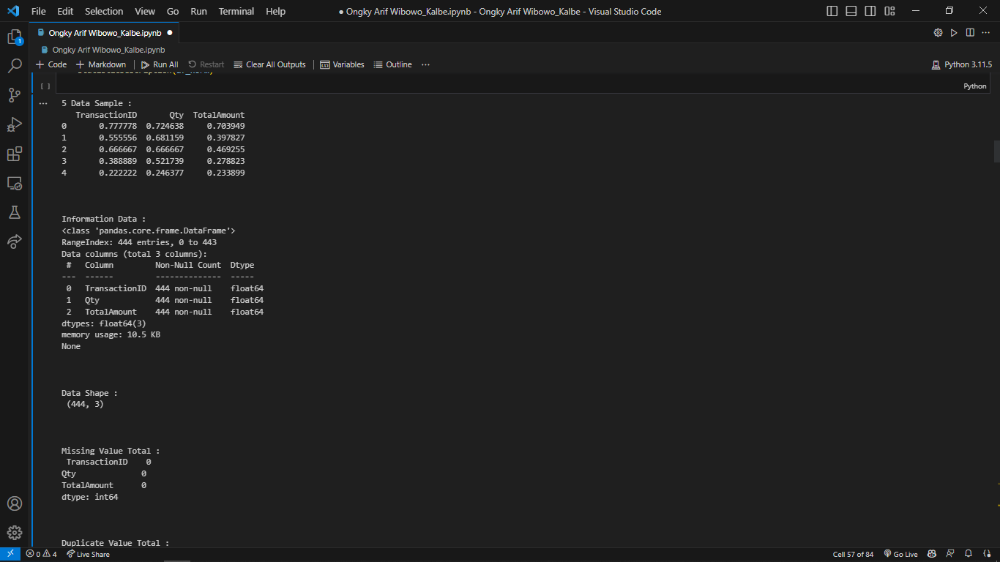 File Edit Selection View Go Run Terminal Help ● Ongky Arif Wibowo_Kalbe.ipynb - Ongky Arif Wibowo_Kalbe - Visual Studio Code
1
Ongky Arif Wibowo_Kalbe.ipynb ●
Ongky Arif Wibowo_Kalbe.ipynb
+ Code + Markdown | Run All Restart Clear All Outputs | Variables Outline ... Python 3.11.5
[ ] Python
... 5 Data Sample :
TransactionID Qty TotalAmount
0 0.777778 0.724638 0.703949
1 0.555556 0.681159 0.397827
2 0.666667 0.666667 0.469255
3 0.388889 0.521739 0.278823
4 0.222222 0.246377 0.233899
Information Data :
<class 'pandas.core.frame.DataFrame'>
RangeIndex: 444 entries, 0 to 443
Data columns (total 3 columns):
# Column Non-Null Count Dtype
--- ------ -------------- -----
0 TransactionID 444 non-null float64
1 Qty 444 non-null float64
2 TotalAmount 444 non-null float64
dtypes: float64(3)
memory usage: 10.5 KB
None
Data Shape :
(444, 3)
Missing Value Total :
TransactionID 0
Qty 0
TotalAmount 0
dtype: int64
Duplicate Value Total :
0 4 Live Share Cell 57 of 84 Go Live